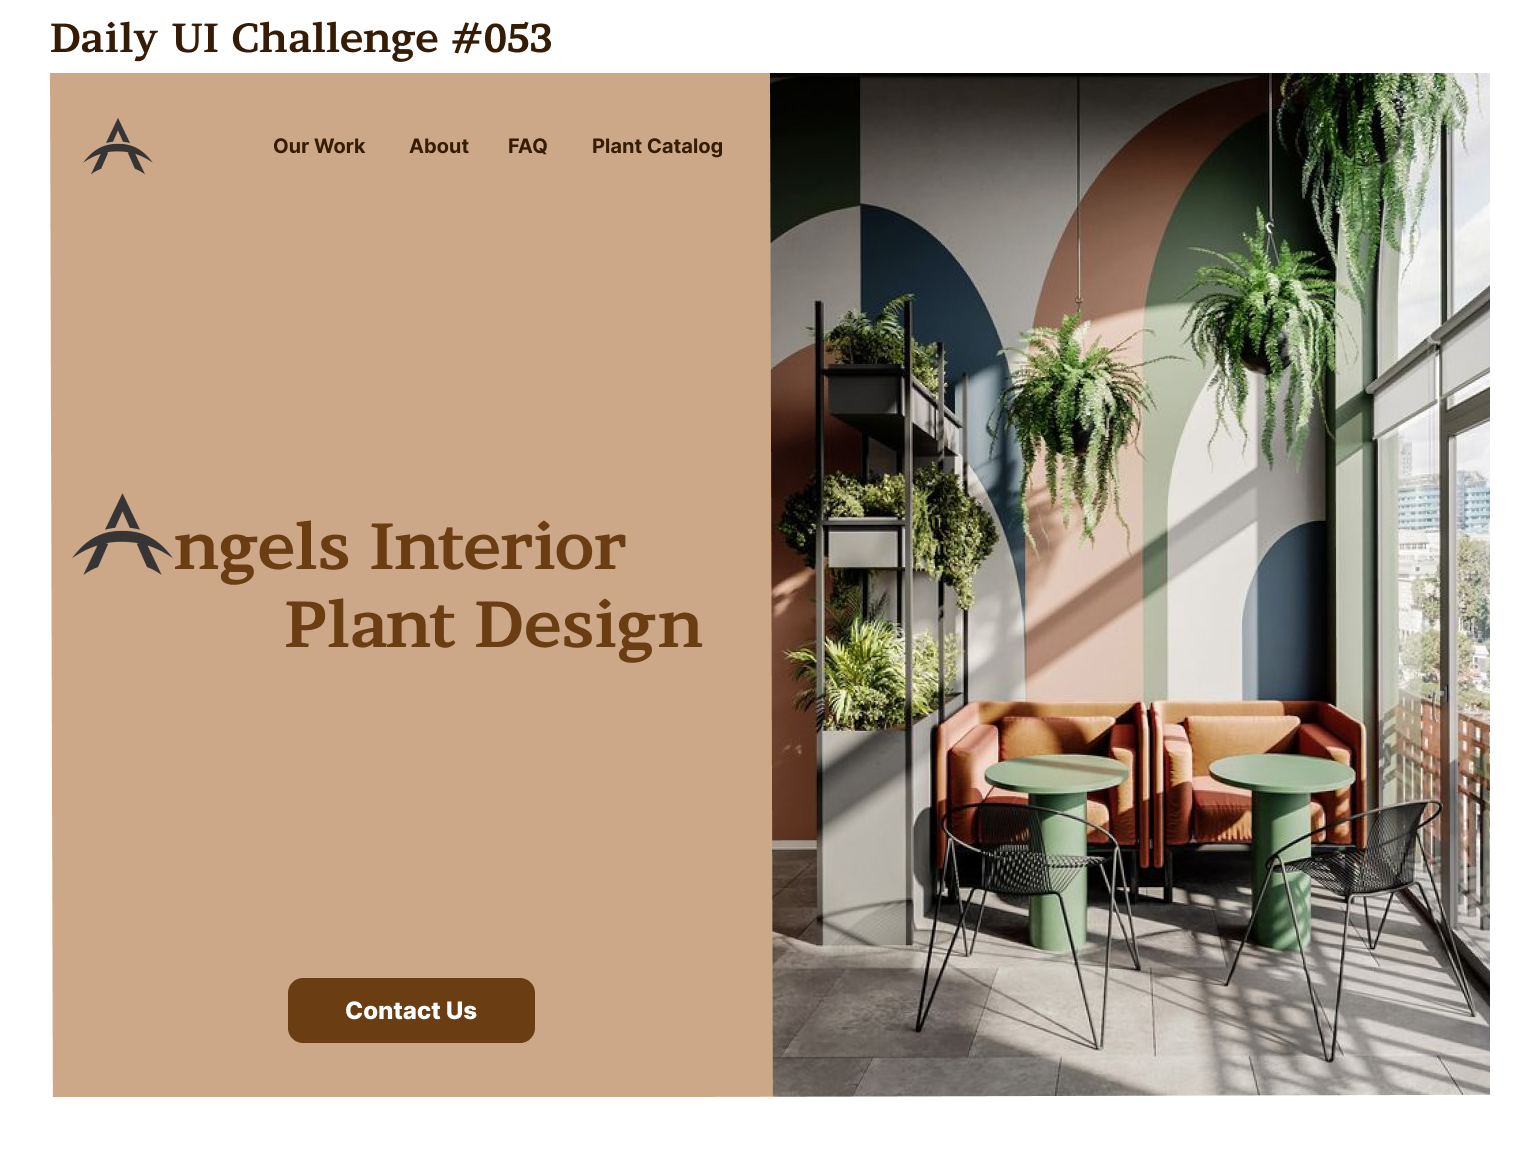 Daily UI Challenge #053
Our Work About FAQ Plant Catalog
Angels Interior
Plant Design
Contact Us